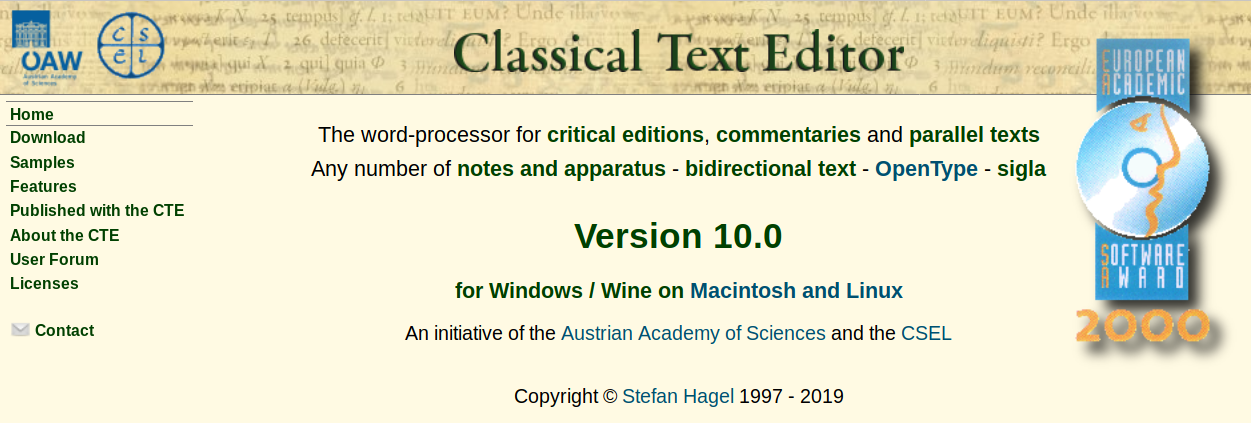 OAW
Austrian Academy
of Sciences
CSEL
Classical Text Editor
EUROPEAN
ACADEMIC
SOFTWARE
AWARD
2000
Home
Download
Samples
Features
Published with the CTE
About the CTE
User Forum
Licenses
Contact
The word-processor for critical editions, commentaries and parallel texts
Any number of notes and apparatus - bidirectional text - OpenType - sigla
Version 10.0
for Windows / Wine on Macintosh and Linux
An initiative of the Austrian Academy of Sciences and the CSEL
Copyright © Stefan Hagel 1997 - 2019